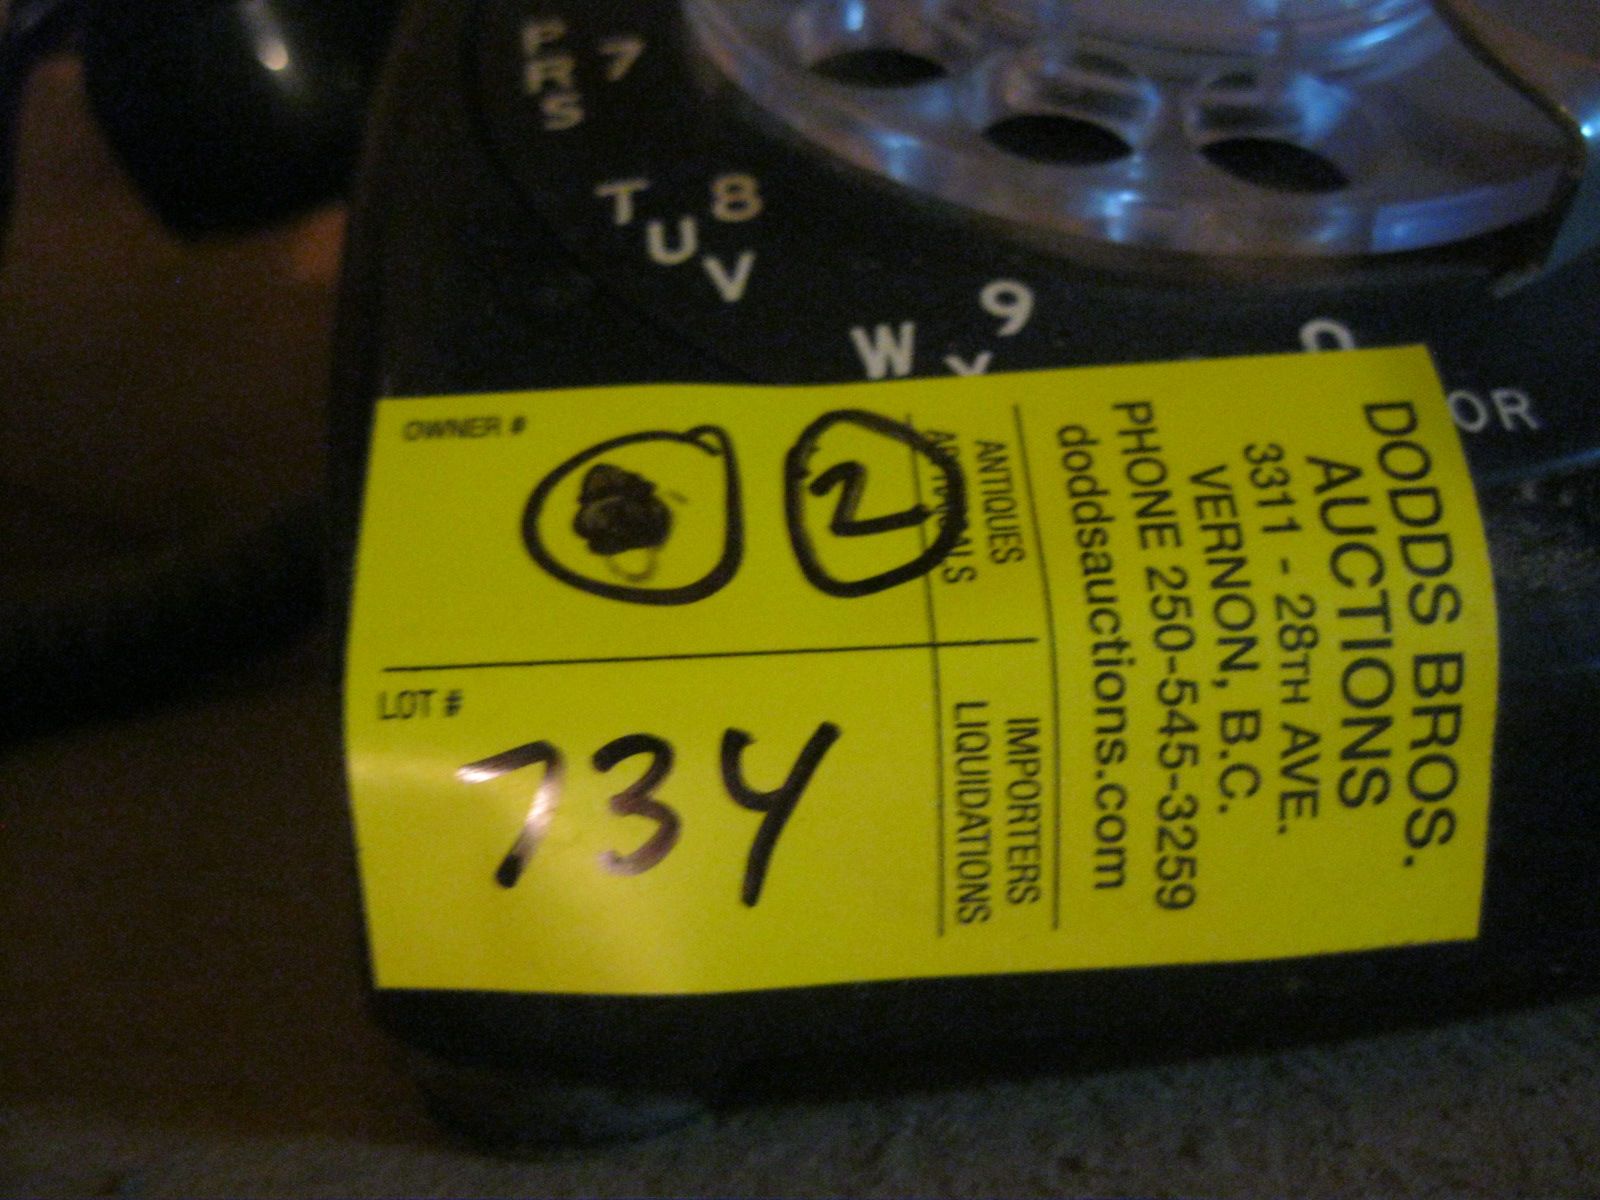 7
PRS
8
TUV
9
W
OR
DODDS BROS.
AUCTIONS
3311 - 28TH AVE.
VERNON, B.C.
PHONE 250-545-3259
doddsauctions.com
ANTIQUES
IMPORTERS
LIQUIDATIONS
OWNER #
2
LOT #
734